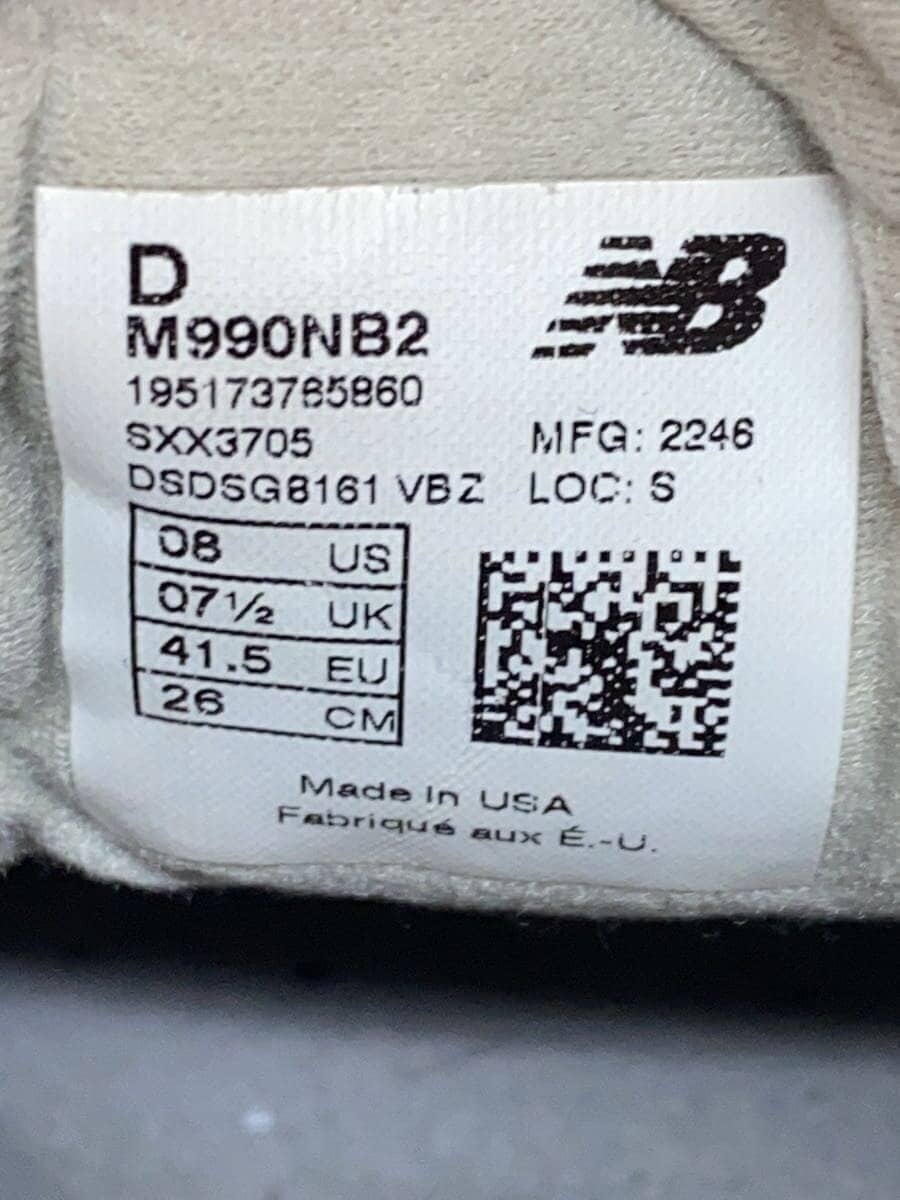 D
NB
M990NB2
195173765860
SXX3705
MFG: 2246
DSDSG8161 VBZ
LOC: S
08 US
07½ UK
41.5 EU
26 CM
Made in USA
Fabriqué aux É.-U.